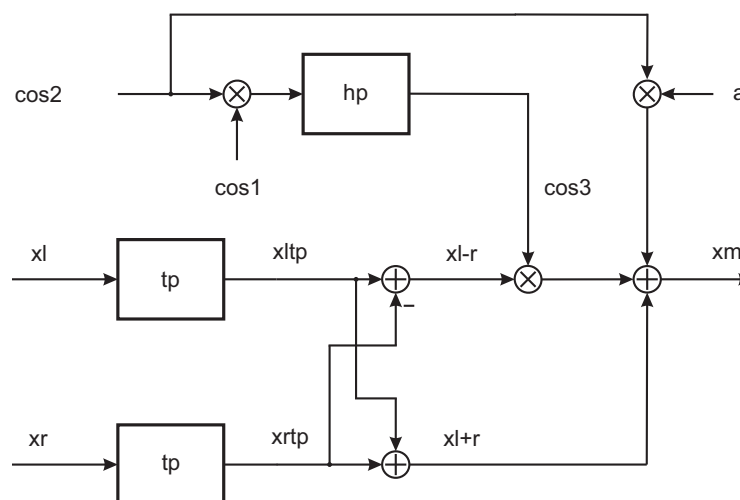 cos2
hp
a
cos1
cos3
xl
tp
xltp
xl-r
xm
–
xr
tp
xrtp
xl+r